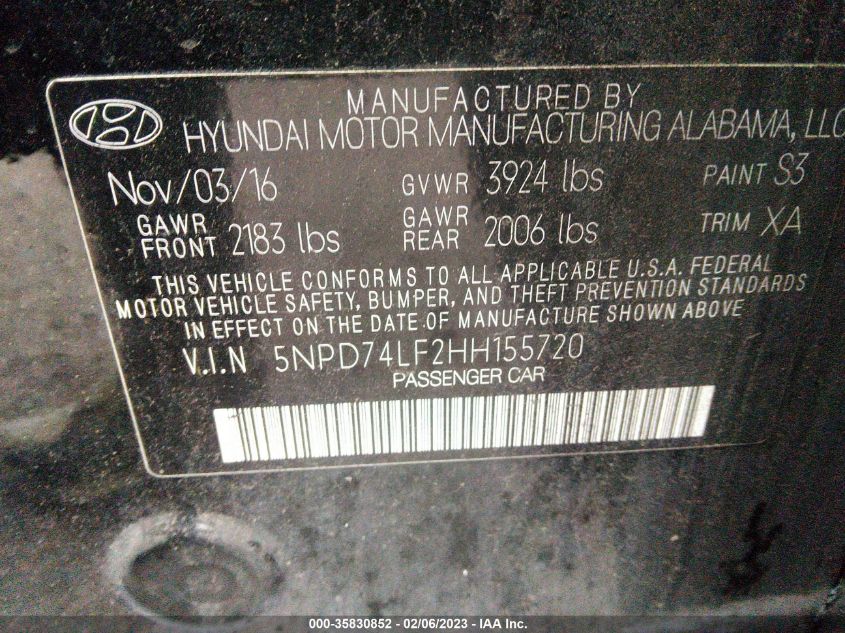 MANUFACTURED BY
HYUNDAI MOTOR MANUFACTURING ALABAMA, LLC
Nov/03/16 GVWR 3924 lbs PAINT S3
GAWR FRONT 2183 lbs GAWR REAR 2006 lbs TRIM XA
THIS VEHICLE CONFORMS TO ALL APPLICABLE U.S.A. FEDERAL
MOTOR VEHICLE SAFETY, BUMPER, AND THEFT PREVENTION STANDARDS
IN EFFECT ON THE DATE OF MANUFACTURE SHOWN ABOVE
V.I.N 5NPD74LF2HH155720
PASSENGER CAR
000-35830852 - 02/06/2023 - IAA Inc.